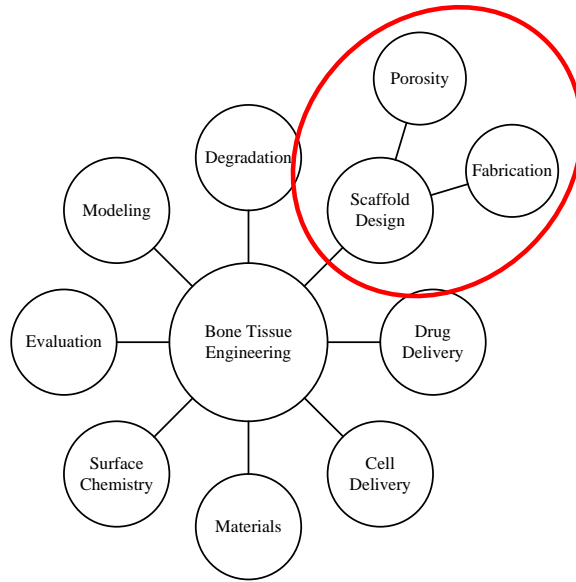 Porosity
Fabrication
Degradation
Scaffold
Design
Modeling
Bone Tissue
Engineering
Evaluation
Drug
Delivery
Surface
Chemistry
Cell
Delivery
Materials